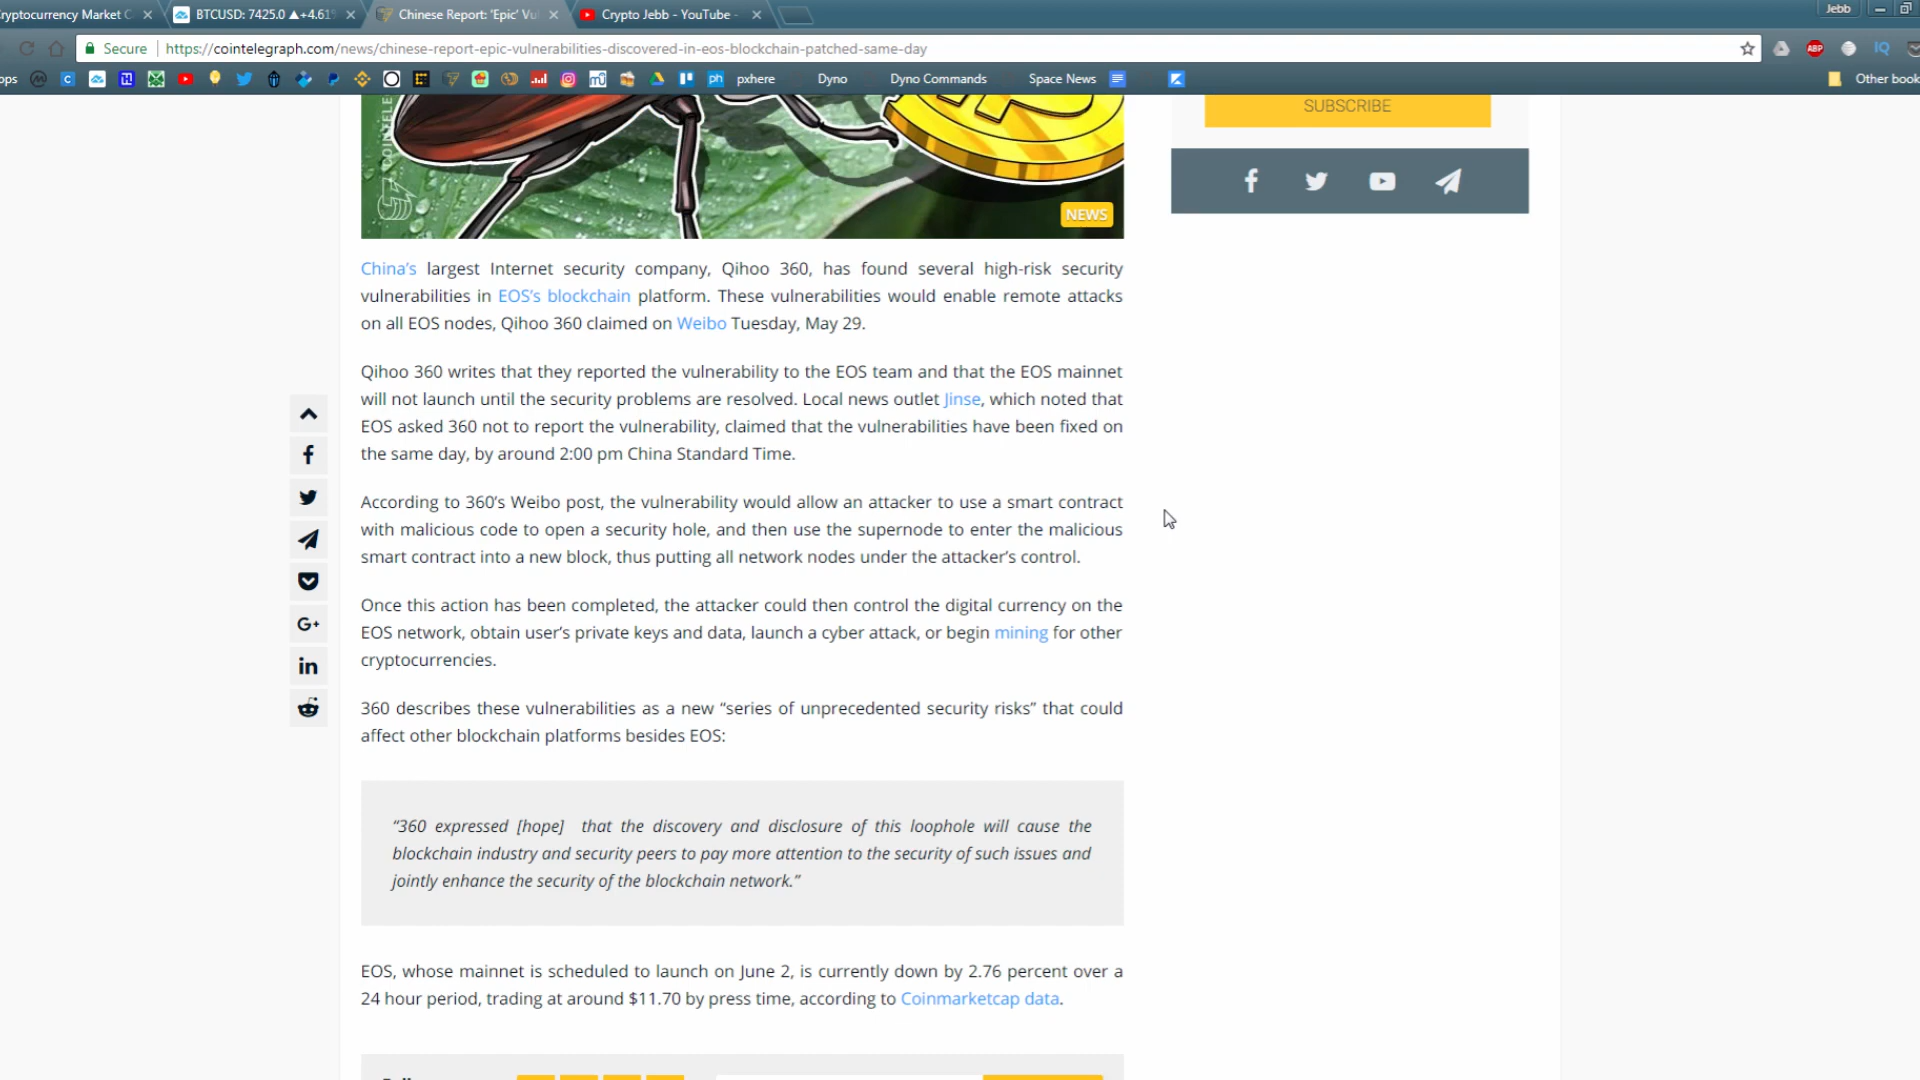 ryptocurrency Market C
BTCUSD: 7425.0 ▲+4.61%
Chinese Report: 'Epic' Vu
Crypto Jebb - YouTube -
Jebb
Secure
https://cointelegraph.com/news/chinese-report-epic-vulnerabilities-discovered-in-eos-blockchain-patched-same-day
ABP
IQ
ops
ph
pxhere
Dyno
Dyno Commands
Space News
Other book
COINTELE
NEWS
SUBSCRIBE
China's largest Internet security company, Qihoo 360, has found several high-risk security
vulnerabilities in EOS's blockchain platform. These vulnerabilities would enable remote attacks
on all EOS nodes, Qihoo 360 claimed on Weibo Tuesday, May 29.
Qihoo 360 writes that they reported the vulnerability to the EOS team and that the EOS mainnet
will not launch until the security problems are resolved. Local news outlet Jinse, which noted that
EOS asked 360 not to report the vulnerability, claimed that the vulnerabilities have been fixed on
the same day, by around 2:00 pm China Standard Time.
According to 360's Weibo post, the vulnerability would allow an attacker to use a smart contract
with malicious code to open a security hole, and then use the supernode to enter the malicious
smart contract into a new block, thus putting all network nodes under the attacker's control.
Once this action has been completed, the attacker could then control the digital currency on the
EOS network, obtain user's private keys and data, launch a cyber attack, or begin mining for other
cryptocurrencies.
360 describes these vulnerabilities as a new “series of unprecedented security risks” that could
affect other blockchain platforms besides EOS:
“360 expressed [hope] that the discovery and disclosure of this loophole will cause the
blockchain industry and security peers to pay more attention to the security of such issues and
jointly enhance the security of the blockchain network.”
EOS, whose mainnet is scheduled to launch on June 2, is currently down by 2.76 percent over a
24 hour period, trading at around $11.70 by press time, according to Coinmarketcap data.